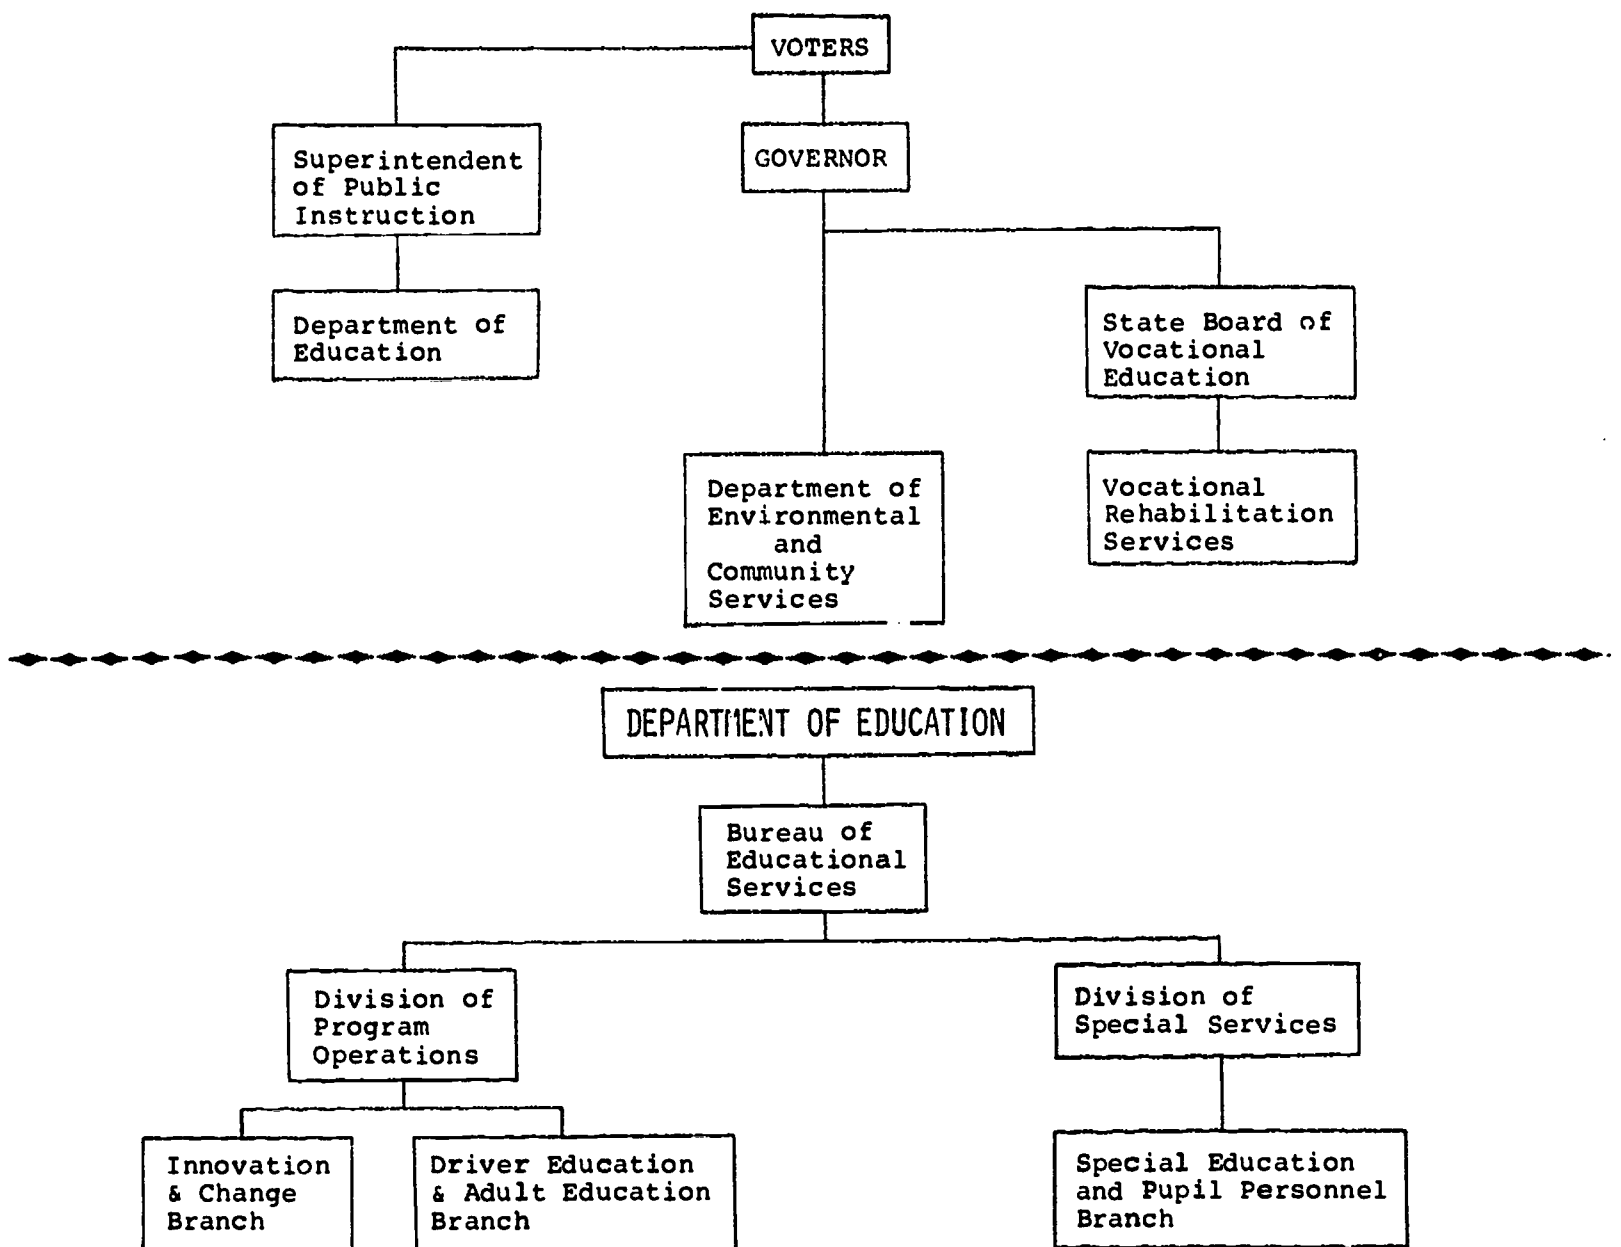 VOTERS
Superintendent
of Public
Instruction
GOVERNOR
Department of
Education
State Board of
Vocational
Education
Department of
Environmental
and
Community
Services
Vocational
Rehabilitation
Services
DEPARTMENT OF EDUCATION
Bureau of
Educational
Services
Division of
Program
Operations
Division of
Special Services
Innovation
& Change
Branch
Driver Education
& Adult Education
Branch
Special Education
and Pupil Personnel
Branch